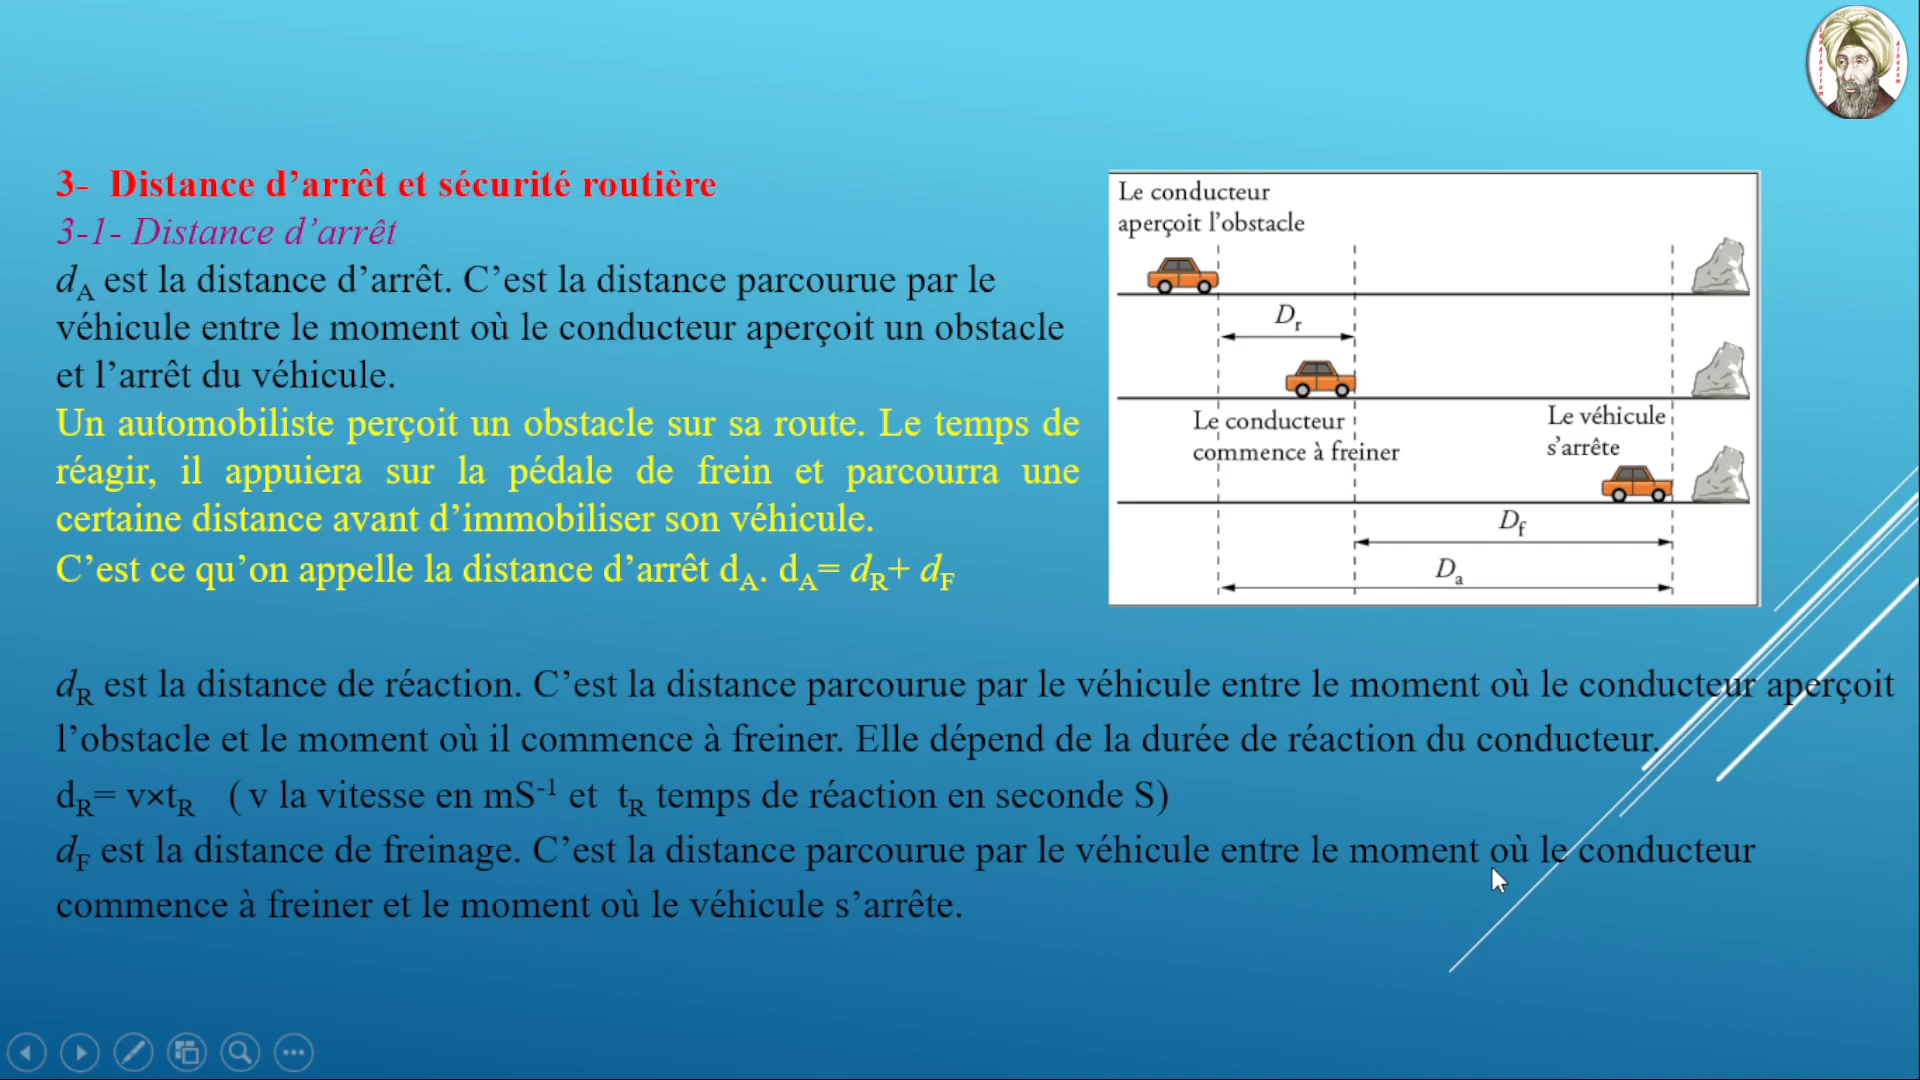 3- Distance d’arrêt et sécurité routière
3-1- Distance d’arrêt
dA est la distance d’arrêt. C’est la distance parcourue par le
véhicule entre le moment où le conducteur aperçoit un obstacle
et l’arrêt du véhicule.
Un automobiliste perçoit un obstacle sur sa route. Le temps de
réagir, il appuiera sur la pédale de frein et parcourra une
certaine distance avant d’immobiliser son véhicule.
C’est ce qu’on appelle la distance d’arrêt dA. dA= dR+ dF
Le conducteur
aperçoit l’obstacle
Dr
Le conducteur
commence à freiner
Le véhicule
s’arrête
Df
Da
dR est la distance de réaction. C’est la distance parcourue par le véhicule entre le moment où le conducteur aperçoit
l’obstacle et le moment où il commence à freiner. Elle dépend de la durée de réaction du conducteur.
dR= v×tR ( v la vitesse en mS-1 et tR temps de réaction en seconde S)
dF est la distance de freinage. C’est la distance parcourue par le véhicule entre le moment où le conducteur
commence à freiner et le moment où le véhicule s’arrête.